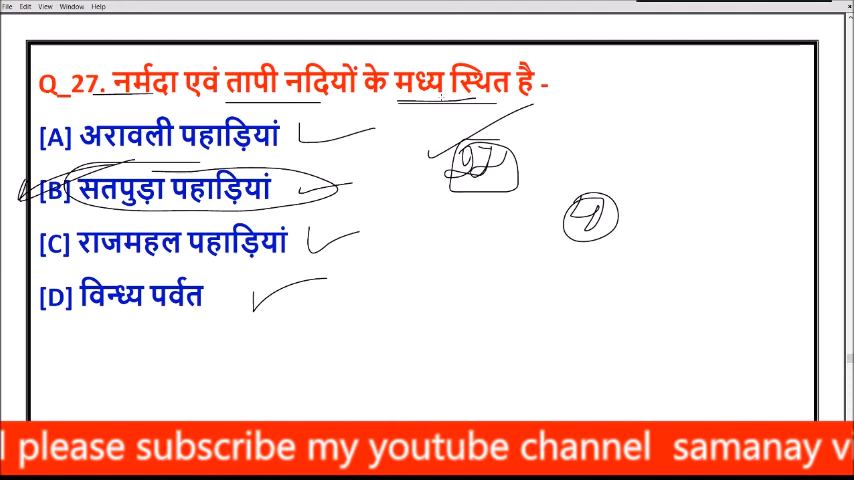 File Edit View Window Help
Q_27. नर्मदा एवं तापी नदियों के मध्य स्थित है -
[A] अरावली पहाड़ियां
[B] सतपुड़ा पहाड़ियां
[C] राजमहल पहाड़ियां
[D] विन्ध्य पर्वत
please subscribe my youtube channel samanay